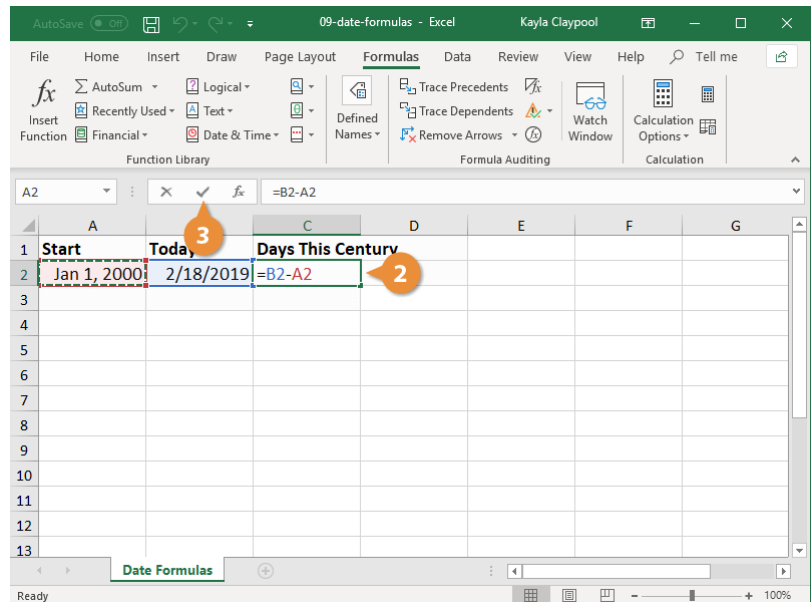 AutoSave Off 09-date-formulas - Excel Kayla Claypool
File Home Insert Draw Page Layout Formulas Data Review View Help Tell me
fx AutoSum Logical Trace Precedents fx
Insert Recently Used Text Defined Trace Dependents Watch Calculation
Function Financial Date & Time Names Remove Arrows fx Window Options
Function Library Formula Auditing Calculation
A2 fx =B2-A2
A C D E F G
3
1 Start Today Days This Century
2 Jan 1, 2000 2/18/2019 =B2-A2 2
3
4
5
6
7
8
9
10
11
12
13
Date Formulas
Ready 100%